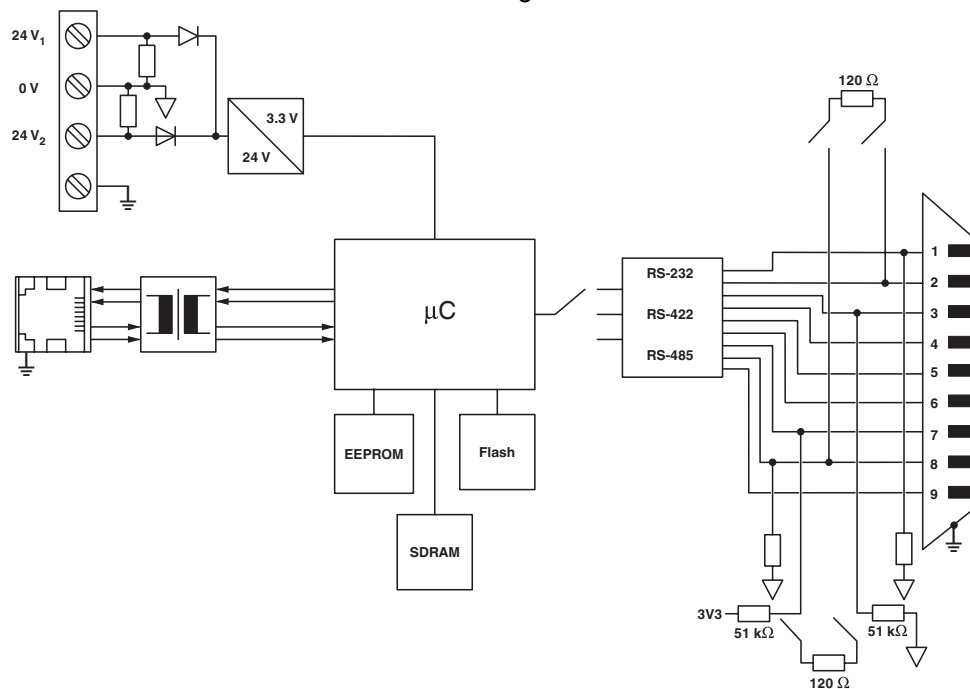 24 V1
0 V
24 V2
3.3 V
24 V
120 Ω
μC
RS-232
RS-422
RS-485
1
2
3
4
5
6
7
8
9
EEPROM
Flash
SDRAM
3V3
51 kΩ
51 kΩ
120 Ω